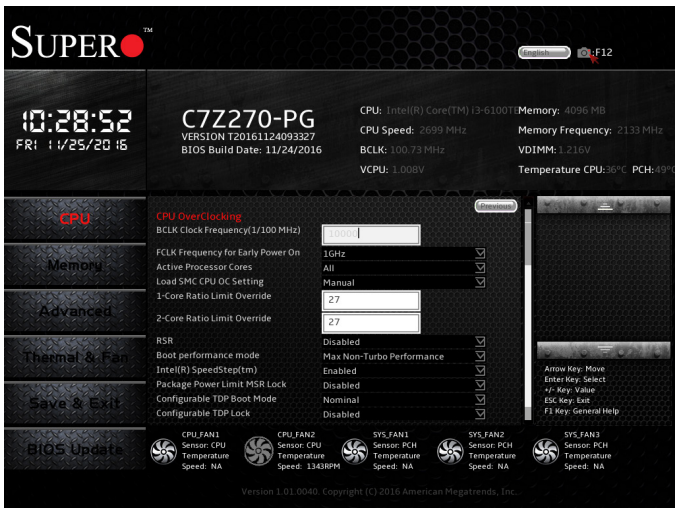 SUPER TM
English :F12
10:28:52
FRI 11/25/2016
C7Z270-PG
VERSION T20161124093327
BIOS Build Date: 11/24/2016
CPU: Intel(R) Core(TM) i3-6100TE
CPU Speed: 2699 MHz
BCLK: 100.73 MHz
VCPU: 1.008V
Memory: 4096 MB
Memory Frequency: 2133 MHz
VDIMM: 1.216V
Temperature CPU:36°C PCH:49°C
CPU
Memory
Advanced
Thermal & Fan
Save & Exit
BIOS Update
Previous
CPU OverClocking
BCLK Clock Frequency(1/100 MHz) 10000
FCLK Frequency for Early Power On 1GHz
Active Processor Cores All
Load SMC CPU OC Setting Manual
1-Core Ratio Limit Override 27
2-Core Ratio Limit Override 27
RSR Disabled
Boot performance mode Max Non-Turbo Performance
Intel(R) SpeedStep(tm) Enabled
Package Power Limit MSR Lock Disabled
Configurable TDP Boot Mode Nominal
Configurable TDP Lock Disabled
Arrow Key: Move
Enter Key: Select
+/- Key: Value
ESC Key: Exit
F1 Key: General Help
CPU_FAN1
Sensor: CPU
Temperature
Speed: NA
CPU_FAN2
Sensor: CPU
Temperature
Speed: 1343RPM
SYS_FAN1
Sensor: PCH
Temperature
Speed: NA
SYS_FAN2
Sensor: PCH
Temperature
Speed: NA
SYS_FAN3
Sensor: PCH
Temperature
Speed: NA
Version 1.01.0040. Copyright (C) 2016 American Megatrends, Inc.